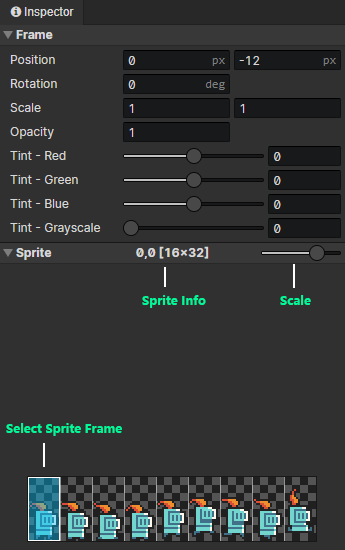 Inspector
Frame
Position 0 px -12 px
Rotation 0 deg
Scale 1 1
Opacity 1
Tint - Red 0
Tint - Green 0
Tint - Blue 0
Tint - Grayscale 0
Sprite 0,0 [16×32]
Sprite Info Scale
Select Sprite Frame